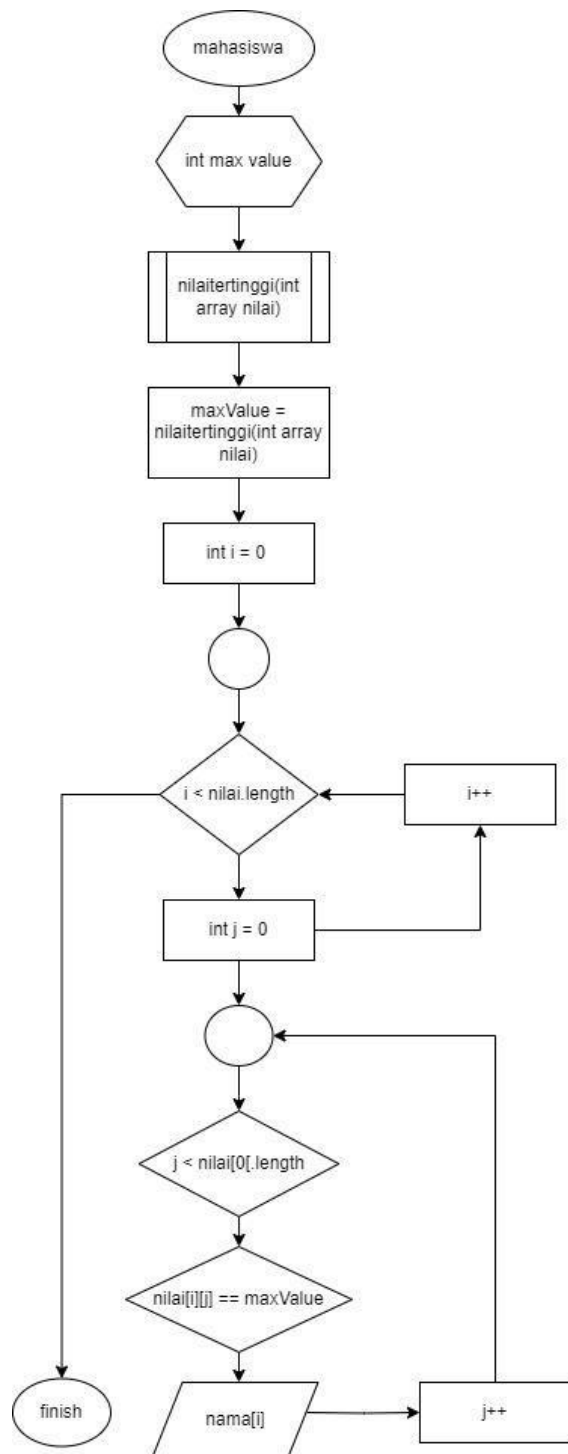 mahasiswa
int max value
nilaitertinggi(int
array nilai)
maxValue =
nilaitertinggi(int array
nilai)
int i = 0
i < nilai.length
i++
int j = 0
j < nilai[0[.length
nilai[i][j] == maxValue
finish
nama[i]
j++